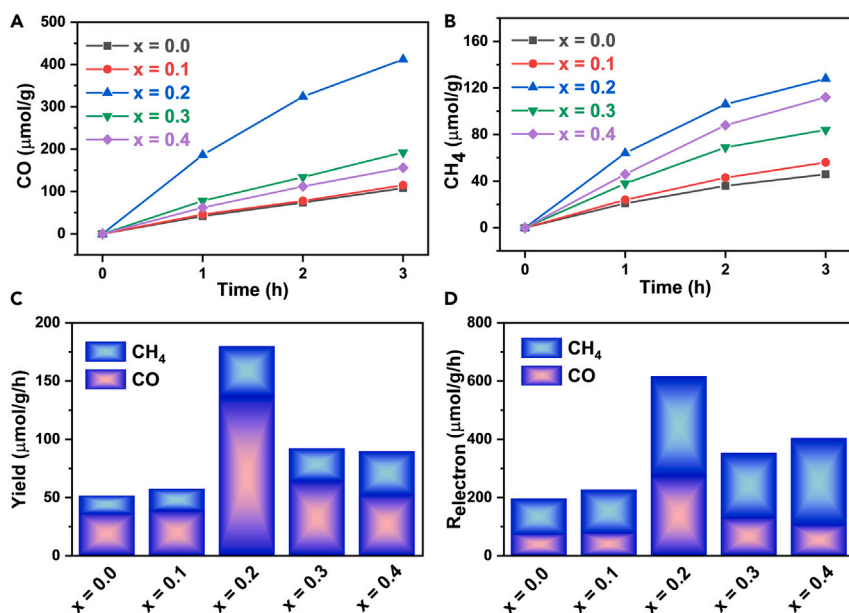 A
CO (μmol/g)
500
400
300
200
100
0
x = 0.0
x = 0.1
x = 0.2
x = 0.3
x = 0.4
0 1 2 3
Time (h)
B
CH₄ (μmol/g)
160
120
80
40
0
x = 0.0
x = 0.1
x = 0.2
x = 0.3
x = 0.4
0 1 2 3
Time (h)
C
Yield (μmol/g/h)
200
150
100
50
0
CH₄
CO
x = 0.0 x = 0.1 x = 0.2 x = 0.3 x = 0.4
D
Relectron (μmol/g/h)
800
600
400
200
0
CH₄
CO
x = 0.0 x = 0.1 x = 0.2 x = 0.3 x = 0.4